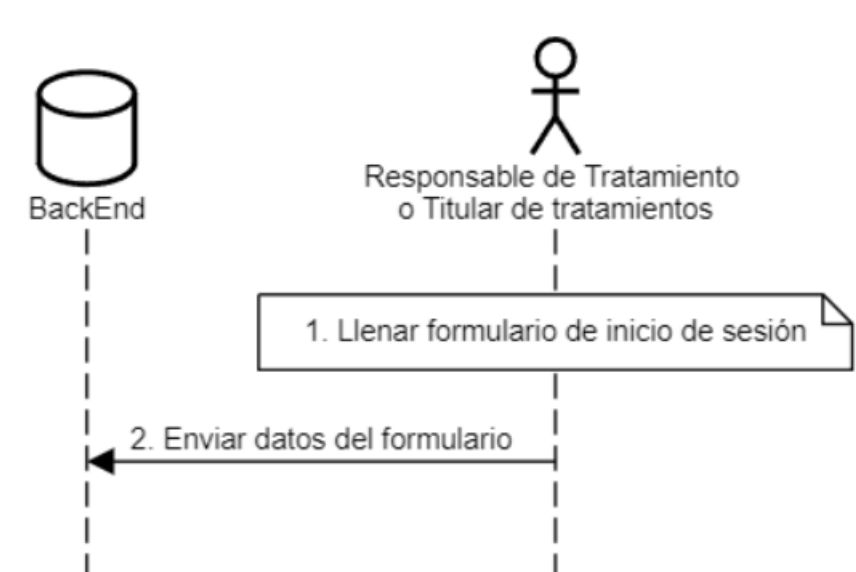 Responsable de Tratamiento
BackEnd
o Titular de tratamientos
1. Llenar formulario de inicio de sesión
2. Enviar datos del formulario